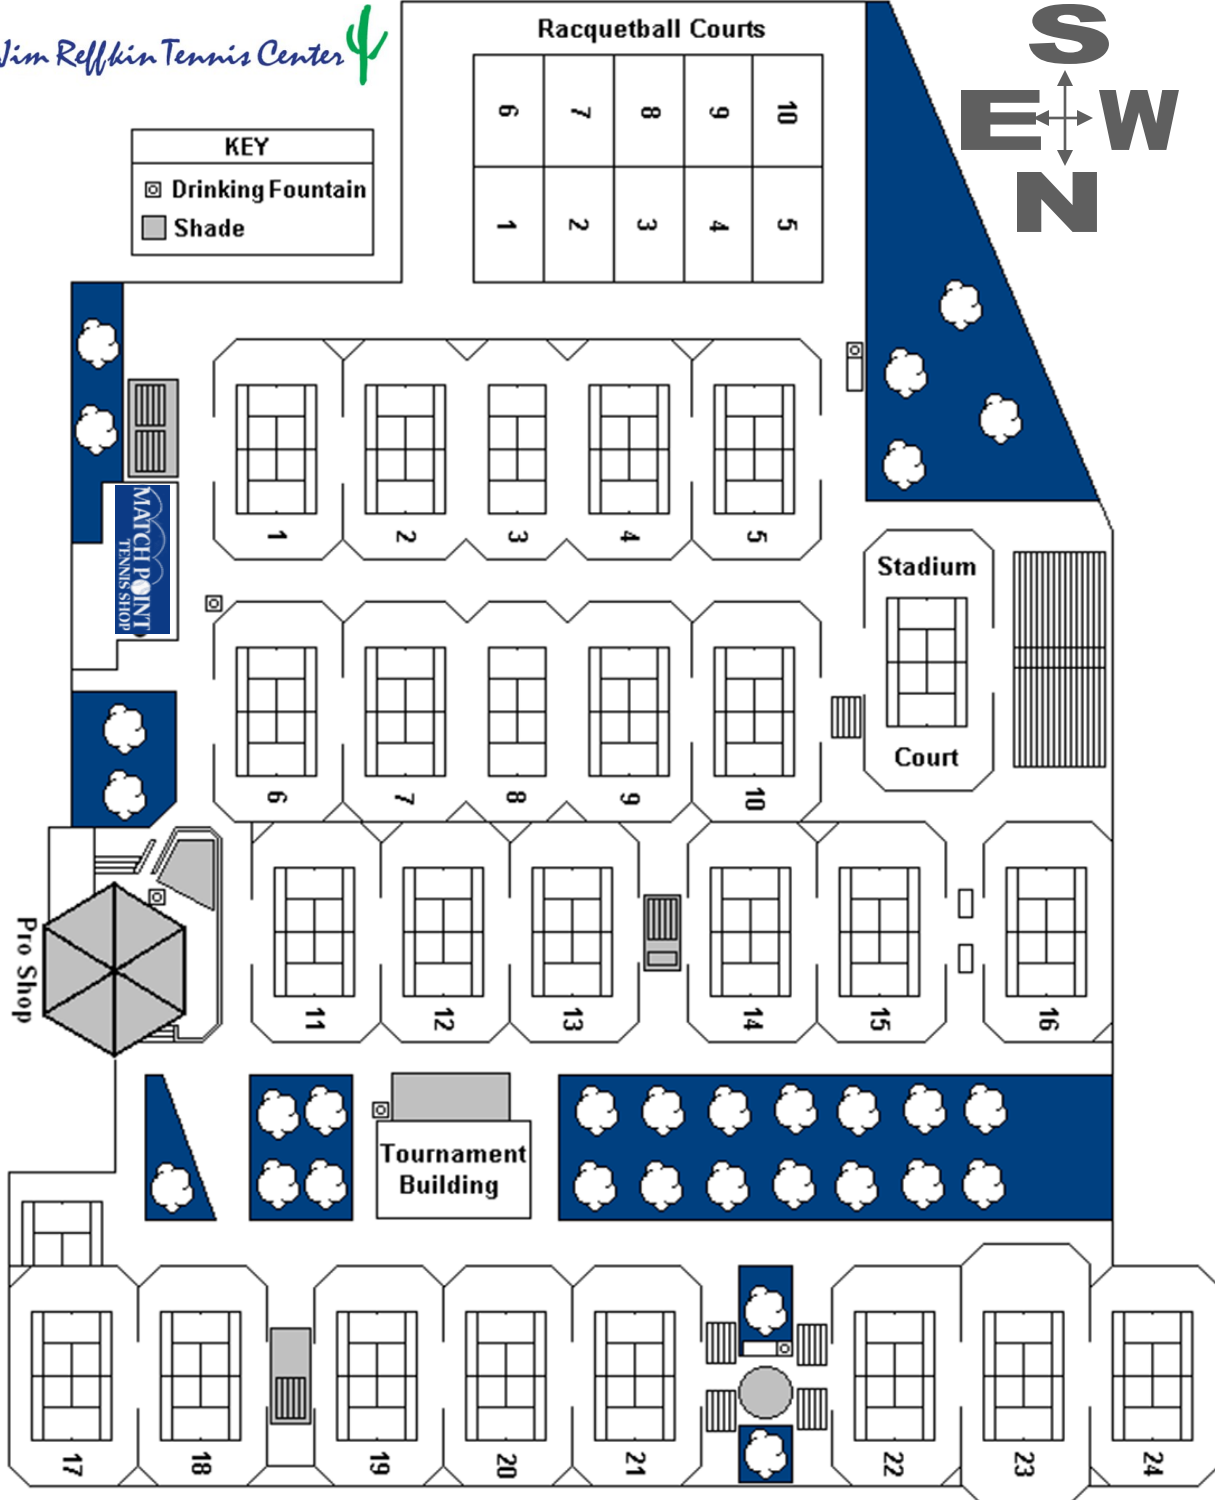 Jim Reffkin Tennis Center
Racquetball Courts
S
E W
N
KEY
Drinking Fountain
Shade
6 7 8 9 10
1 2 3 4 5
1 2 3 4 5
MATCH POINT
TENNIS SHOP
Stadium
Court
6 7 8 9 10
Pro Shop
11 12 13 14 15 16
Tournament
Building
17 18 19 20 21 22 23 24